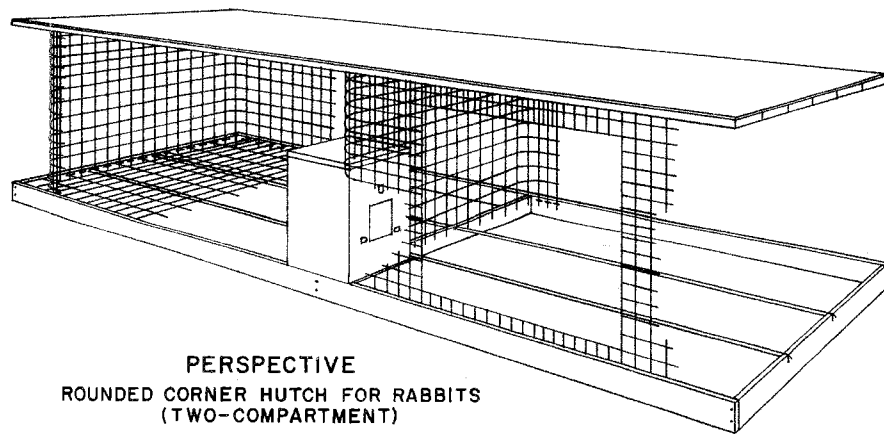 PERSPECTIVE
ROUNDED CORNER HUTCH FOR RABBITS
(TWO-COMPARTMENT)